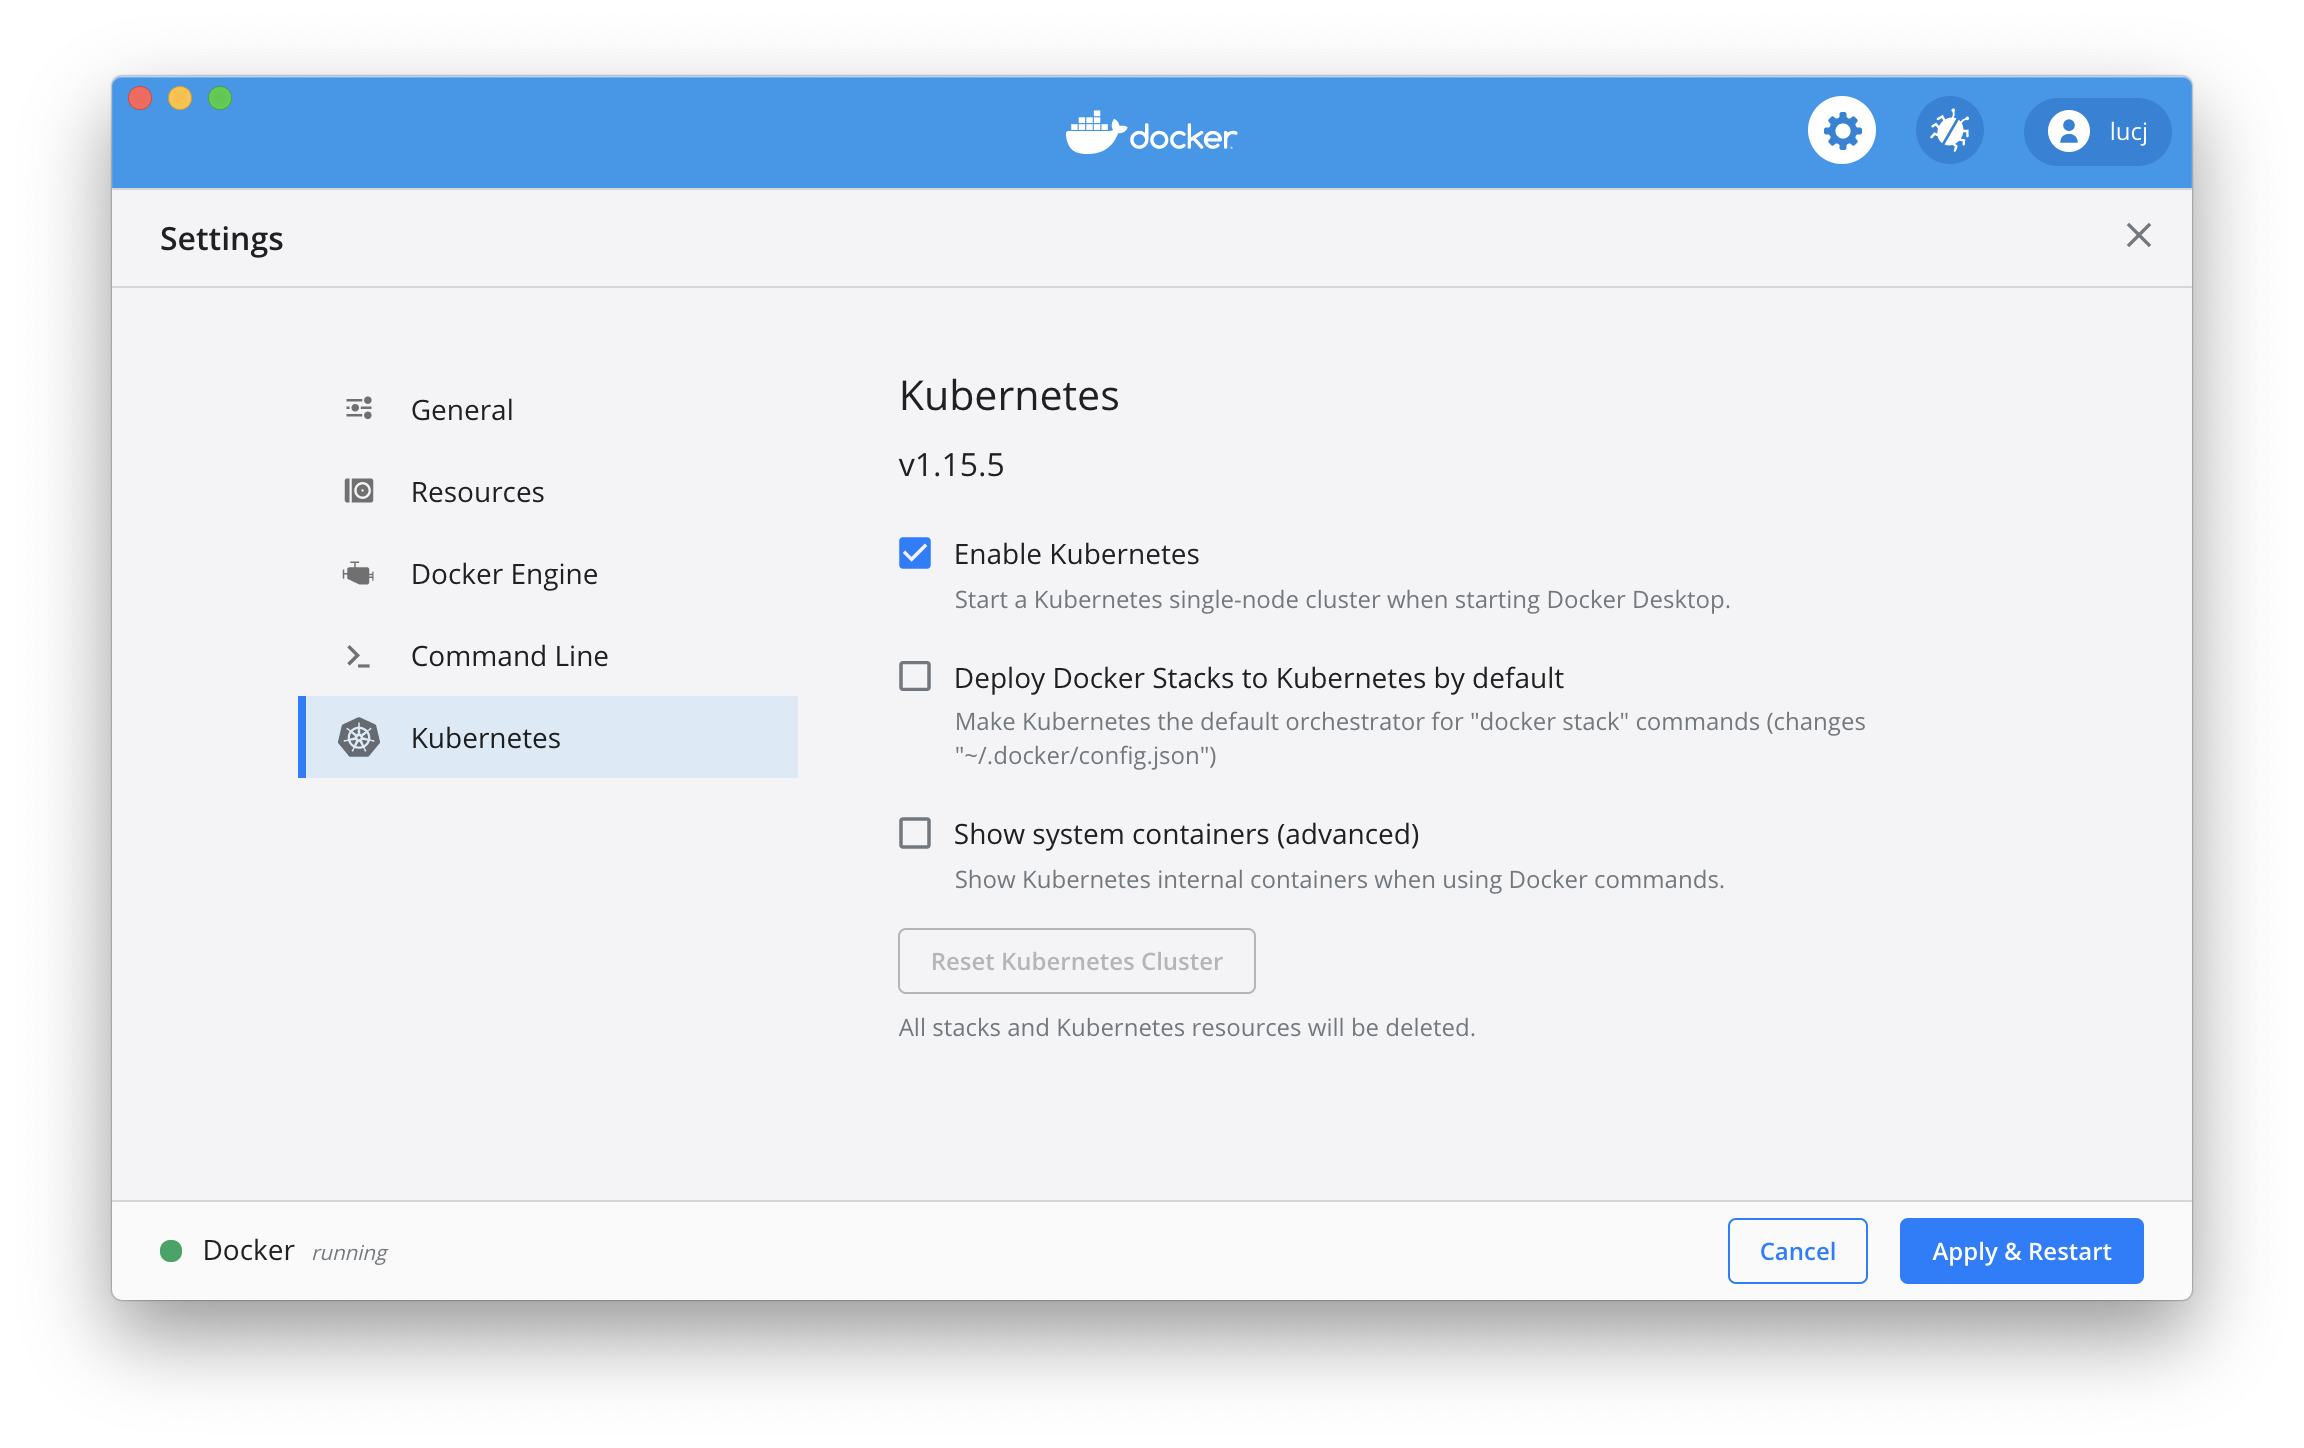 docker
lucj
Settings
General
Resources
Docker Engine
Command Line
Kubernetes
Kubernetes
v1.15.5
Enable Kubernetes
Start a Kubernetes single-node cluster when starting Docker Desktop.
Deploy Docker Stacks to Kubernetes by default
Make Kubernetes the default orchestrator for "docker stack" commands (changes
"~/.docker/config.json")
Show system containers (advanced)
Show Kubernetes internal containers when using Docker commands.
Reset Kubernetes Cluster
All stacks and Kubernetes resources will be deleted.
Docker running
Cancel
Apply & Restart